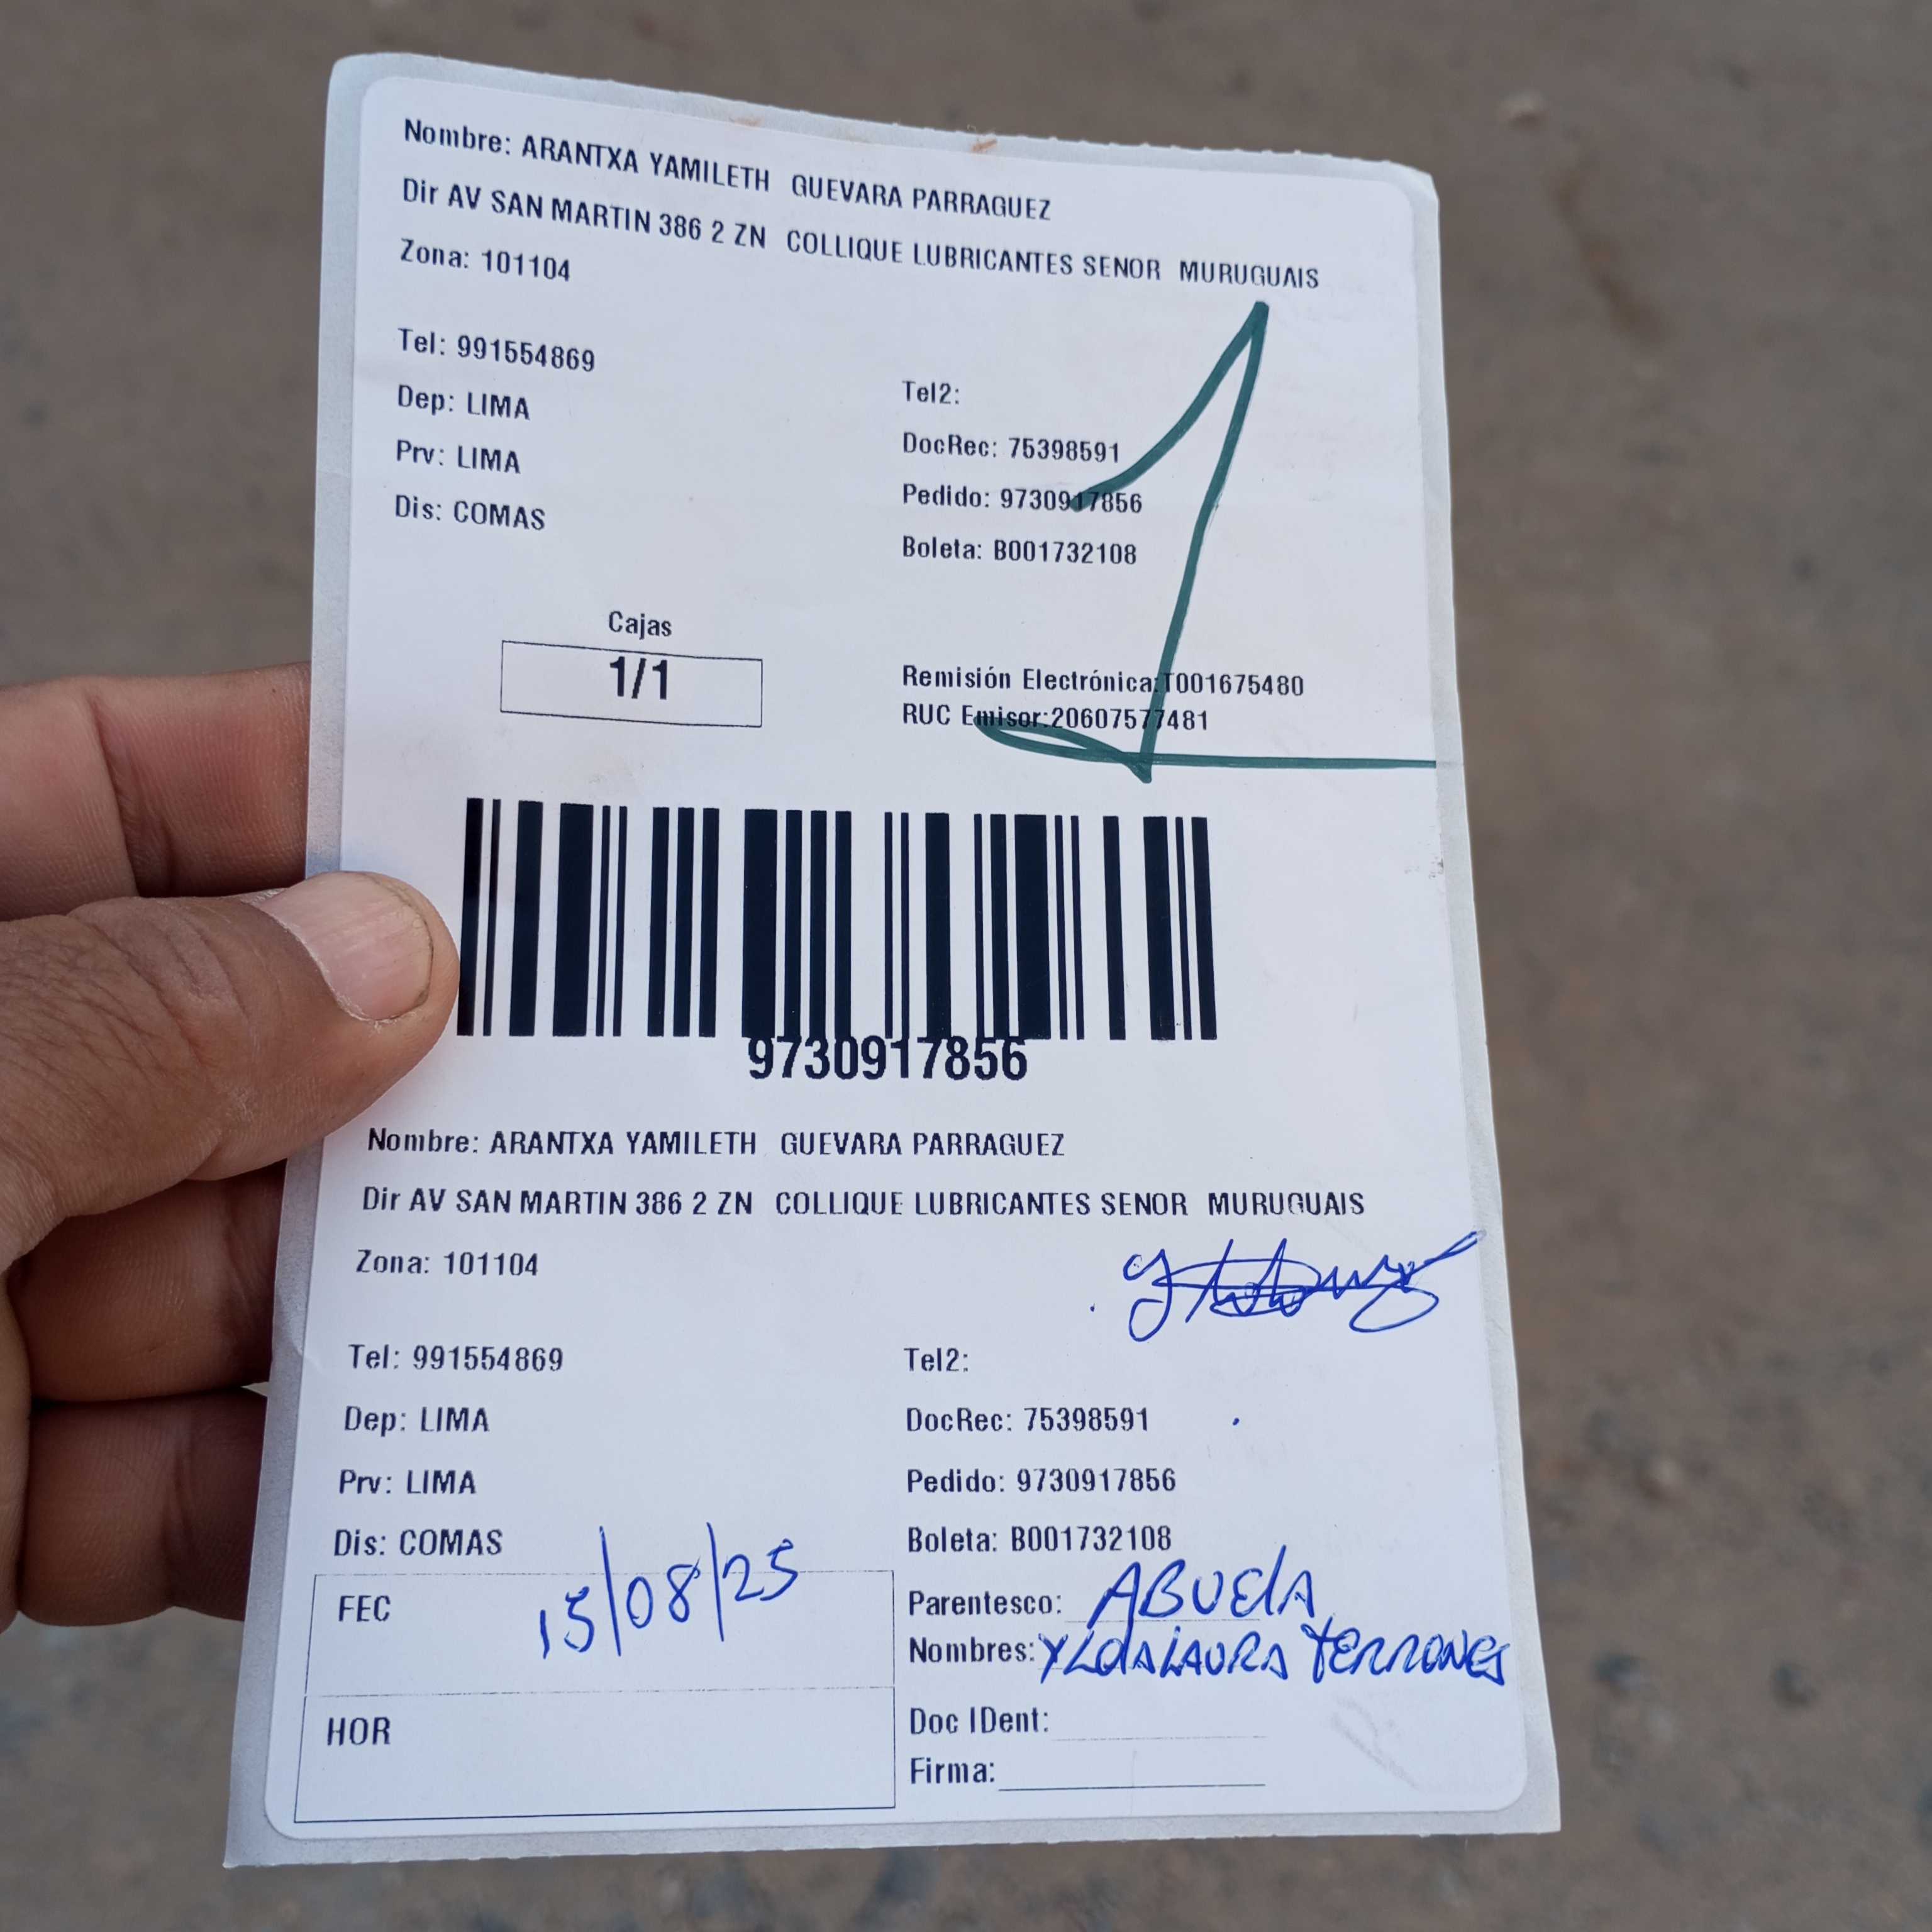 Nombre: ARANTXA YAMILETH GUEVARA PARRAGUEZ
Dir AV SAN MARTIN 386 2 ZN COLLIQUE LUBRICANTES SENOR MURUGUAIS
Zona: 101104
Tel: 991554869
Tel2:
Dep: LIMA
DocRec: 75398591
Prv: LIMA
Pedido: 9730917856
Dis: COMAS
Boleta: B001732108
Cajas
1/1
1
Remisión Electrónica:T001675480
RUC Emisor:20607577481
9730917856
Nombre: ARANTXA YAMILETH GUEVARA PARRAGUEZ
Dir AV SAN MARTIN 386 2 ZN COLLIQUE LUBRICANTES SENOR MURUGUAIS
Zona: 101104
Tel: 991554869
Tel2:
Dep: LIMA
DocRec: 75398591
Prv: LIMA
Pedido: 9730917856
Dis: COMAS
Boleta: B001732108
FEC 15/08/25
Parentesco: ABUElA
Nombres: YLdA LAURA TERRONES
HOR
Doc IDent:
Firma: